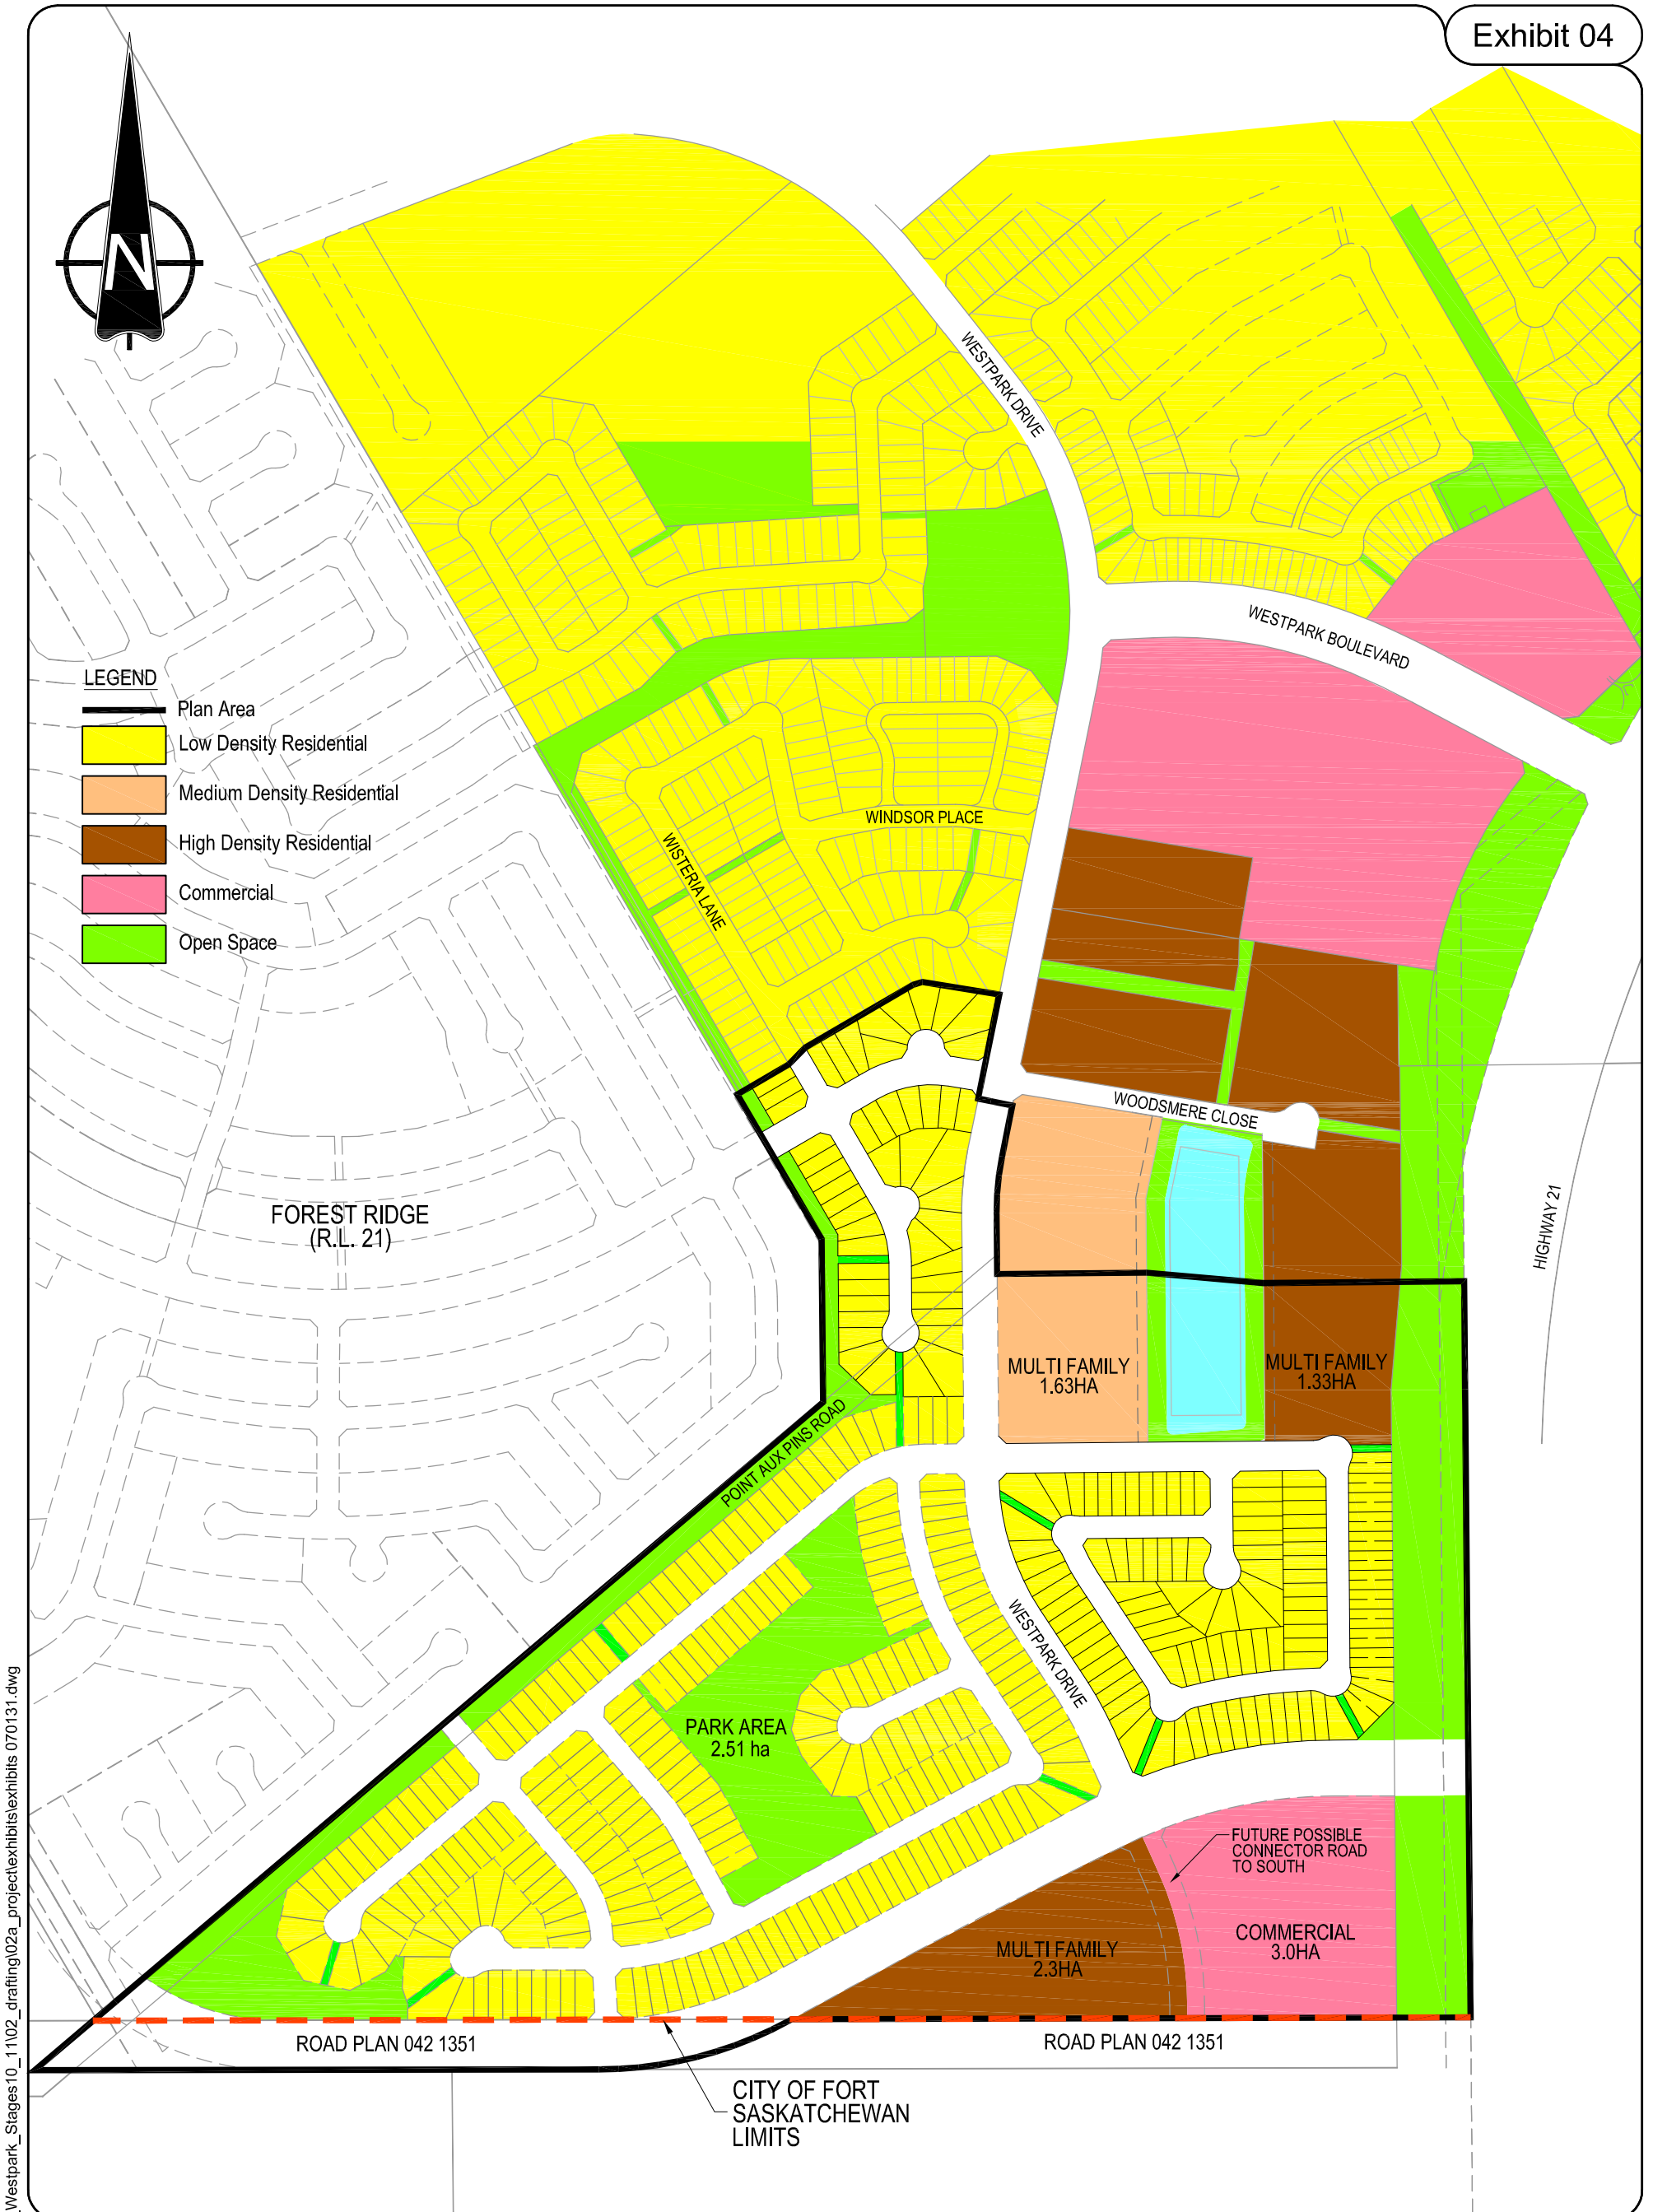 Exhibit 04
N
WESTPARK DRIVE
WESTPARK BOULEVARD
LEGEND
Plan Area
Low Density Residential
Medium Density Residential
High Density Residential
Commercial
Open Space
WINDSOR PLACE
WISTERIA LANE
WOODSMERE CLOSE
HIGHWAY 21
FOREST RIDGE
(R.L. 21)
MULTI FAMILY
1.63HA
MULTI FAMILY
1.33HA
POINT AUX PINS ROAD
WESTPARK DRIVE
PARK AREA
2.51 ha
FUTURE POSSIBLE
CONNECTOR ROAD
TO SOUTH
COMMERCIAL
3.0HA
MULTI FAMILY
2.3HA
ROAD PLAN 042 1351
ROAD PLAN 042 1351
CITY OF FORT
SASKATCHEWAN
LIMITS
Westpark_Stages10_11\02_drafting\02a_project\exhibits\exhibits 070131.dwg